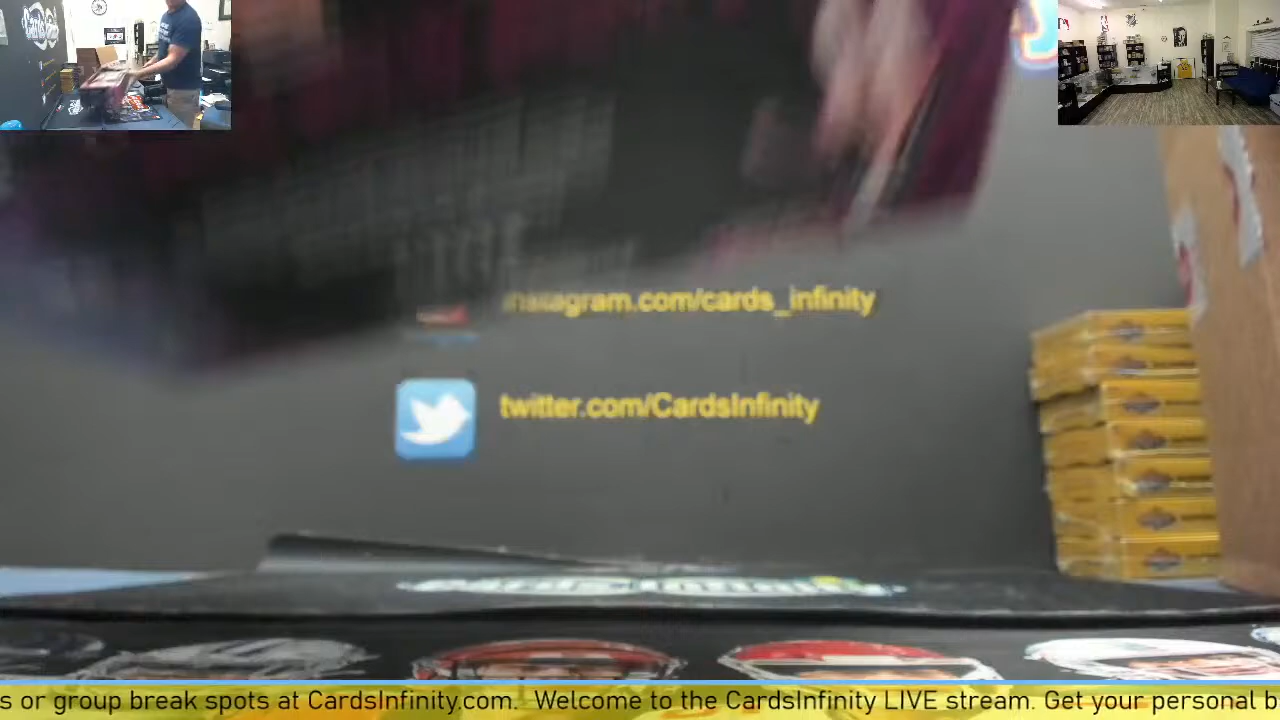 instagram.com/cards_infinity
twitter.com/CardsInfinity
s or group break spots at CardsInfinity.com. Welcome to the CardsInfinity LIVE stream. Get your personal b